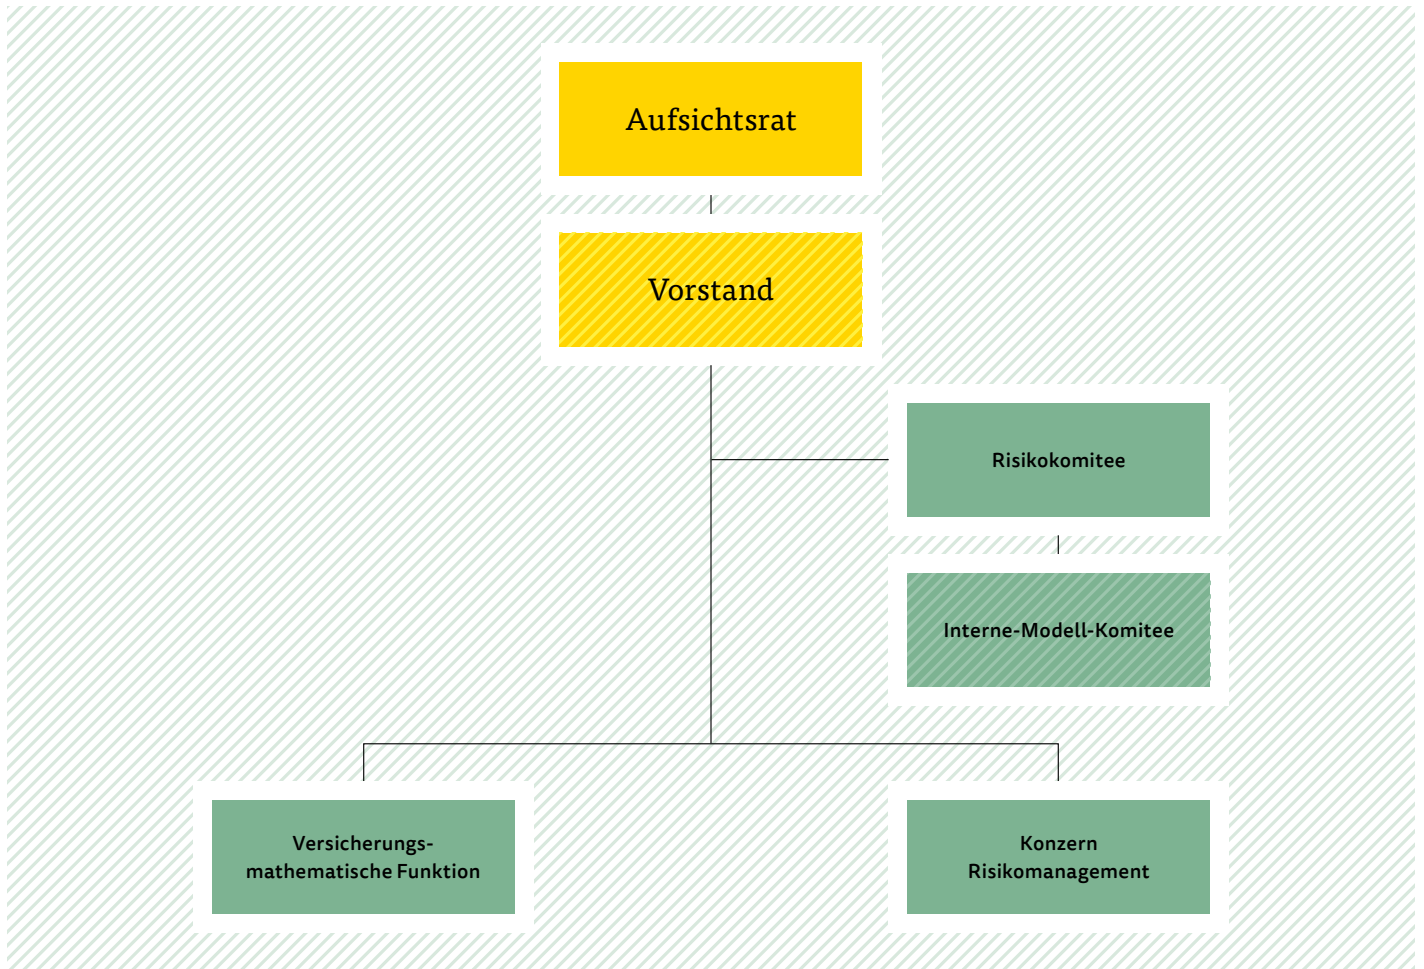 Aufsichtsrat
Vorstand
Risikokomitee
Interne-Modell-Komitee
Versicherungs-
mathematische Funktion
Konzern
Risikomanagement